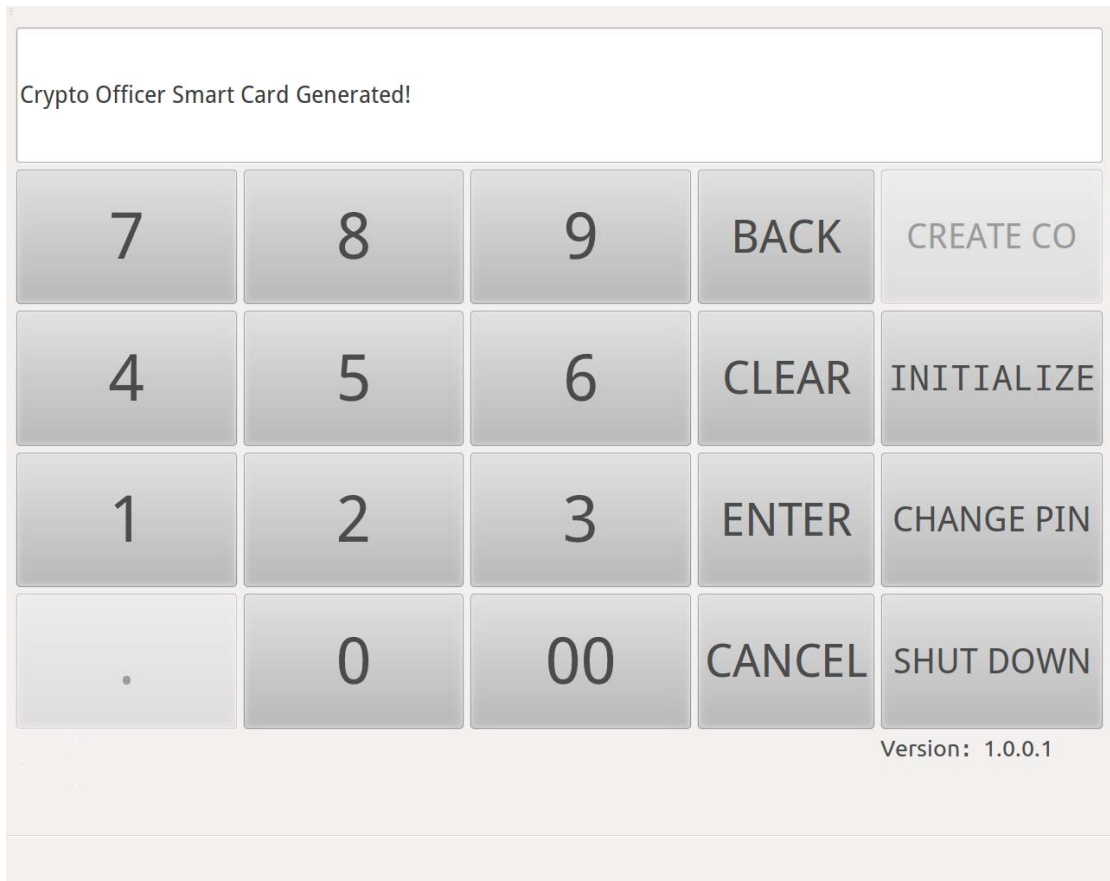 Crypto Officer Smart Card Generated!
7 8 9 BACK CREATE CO
4 5 6 CLEAR INITIALIZE
1 2 3 ENTER CHANGE PIN
. 0 00 CANCEL SHUT DOWN
Version: 1.0.0.1